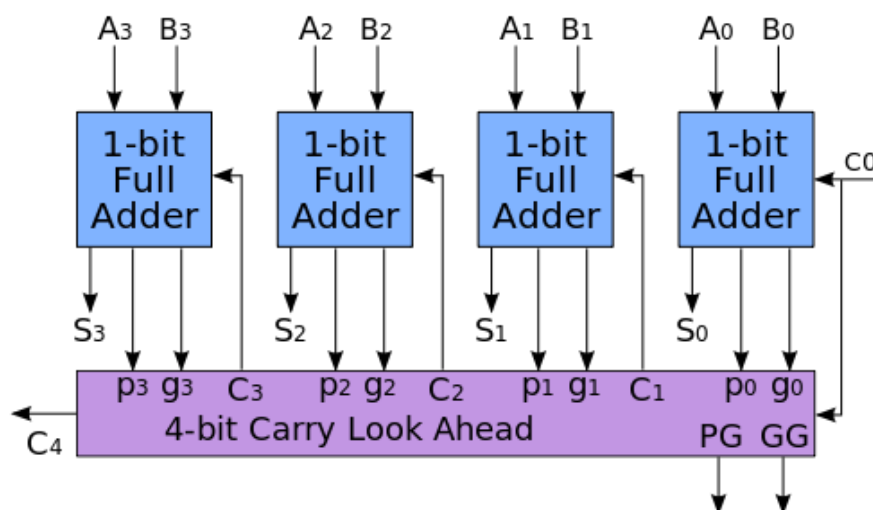 A3 B3 A2 B2 A1 B1 A0 B0
1-bit Full Adder
1-bit Full Adder
1-bit Full Adder
1-bit Full Adder
c0
S3 S2 S1 S0
p3 g3 C3 p2 g2 C2 p1 g1 C1 p0 g0
4-bit Carry Look Ahead
PG GG
C4